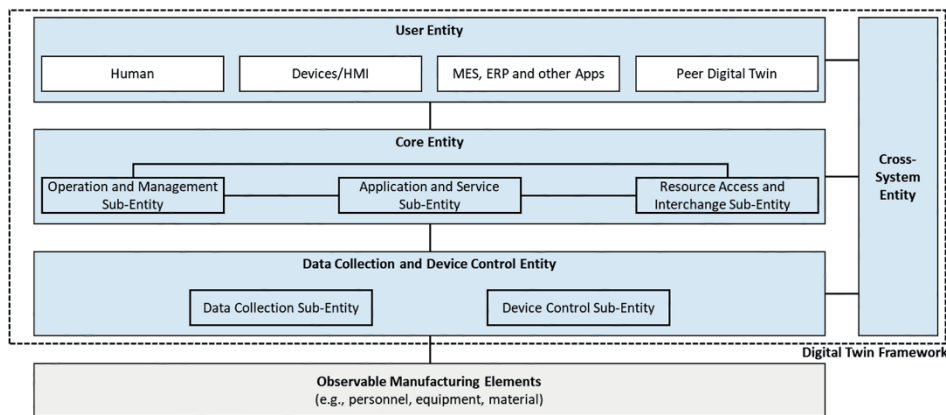 User Entity
Human
Devices/HMI
MES, ERP and other Apps
Peer Digital Twin
Core Entity
Operation and Management
Sub-Entity
Application and Service
Sub-Entity
Resource Access and
Interchange Sub-Entity
Cross-
System
Entity
Data Collection and Device Control Entity
Data Collection Sub-Entity
Device Control Sub-Entity
Digital Twin Framework
Observable Manufacturing Elements
(e.g., personnel, equipment, material)